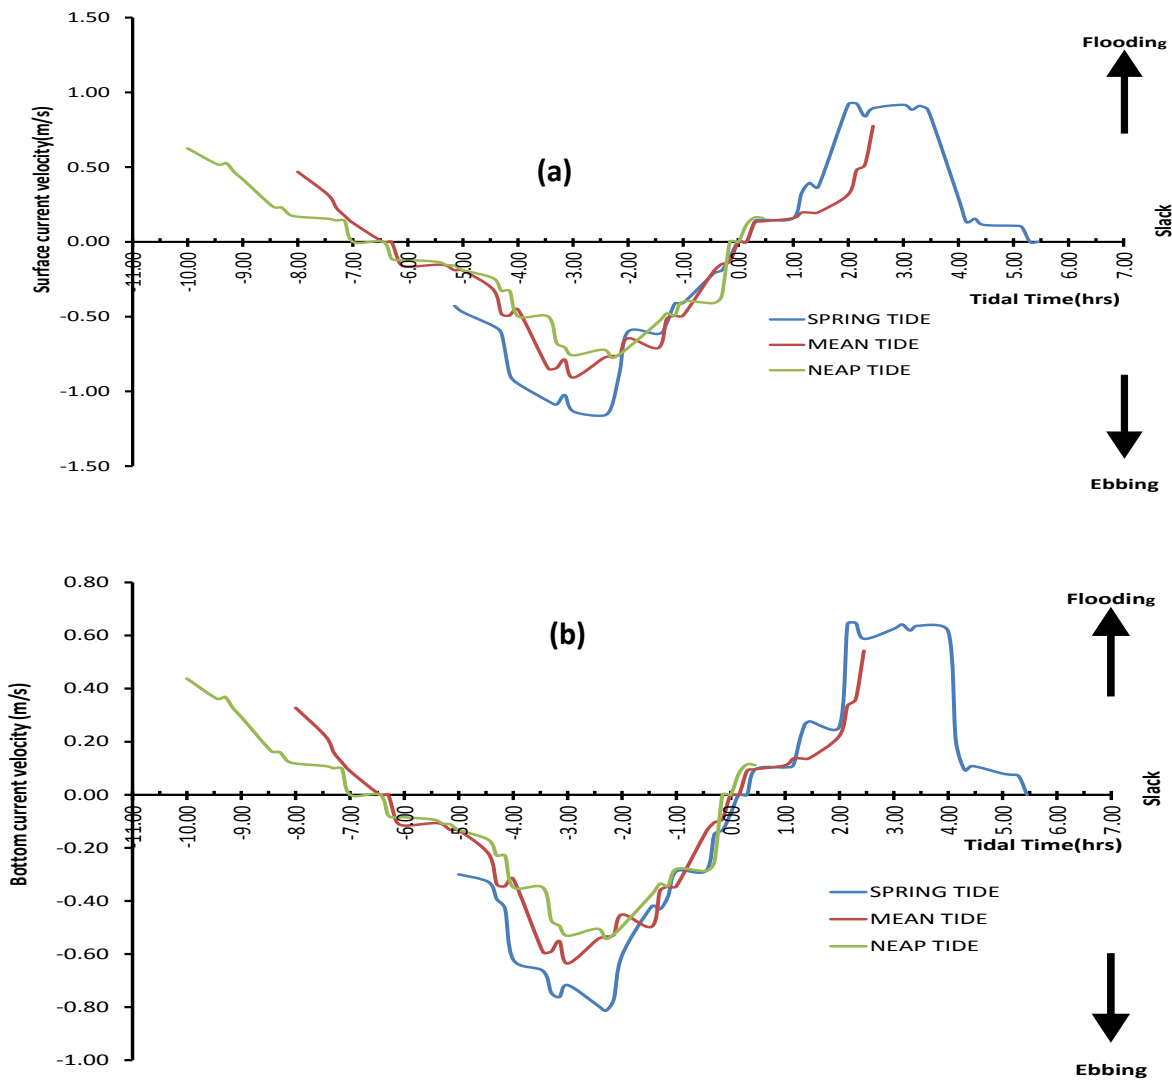 1.50
Flooding
1.00
Surface current velocity(m/s)
(a)
0.50
Slack
0.00
-11.00 -10.00 -9.00 -8.00 -7.00 -6.00 -5.00 -4.00 -3.00 -2.00 -1.00 0.00 1.00 2.00 3.00 4.00 5.00 6.00 7.00
Tidal Time(hrs)
-0.50
SPRING TIDE
MEAN TIDE
NEAP TIDE
-1.00
-1.50
Ebbing
0.80
Flooding
0.60
(b)
0.40
0.20
Bottom current velocity (m/s)
Slack
0.00
-11.00 -10.00 -9.00 -8.00 -7.00 -6.00 -5.00 -4.00 -3.00 -2.00 -1.00 0.00 1.00 2.00 3.00 4.00 5.00 6.00 7.00
Tidal Time(hrs)
-0.20
-0.40
SPRING TIDE
MEAN TIDE
NEAP TIDE
-0.60
-0.80
-1.00
Ebbing